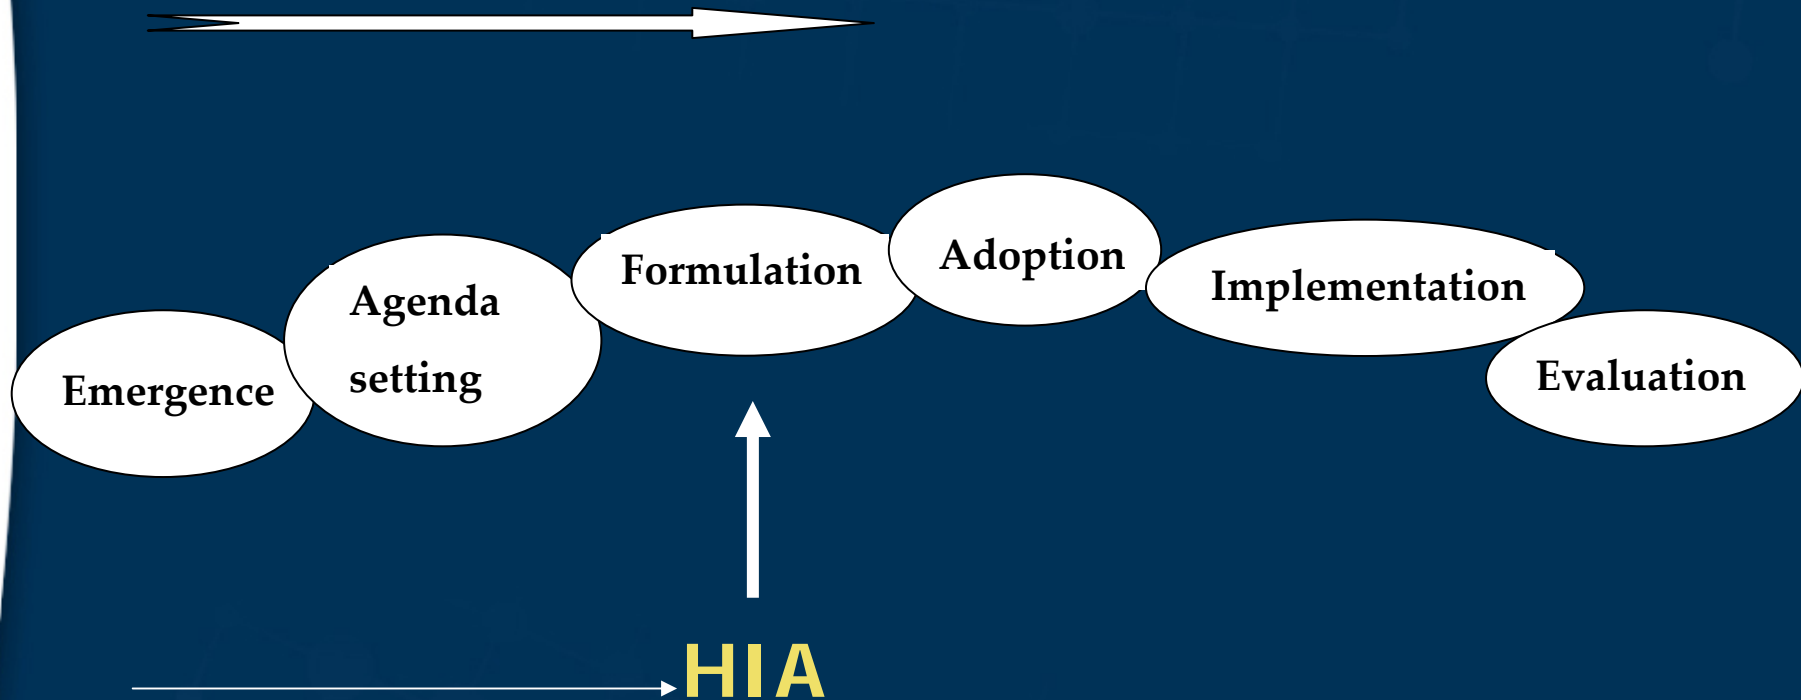 Emergence
Agenda
setting
Formulation
Adoption
Implementation
Evaluation
HIA